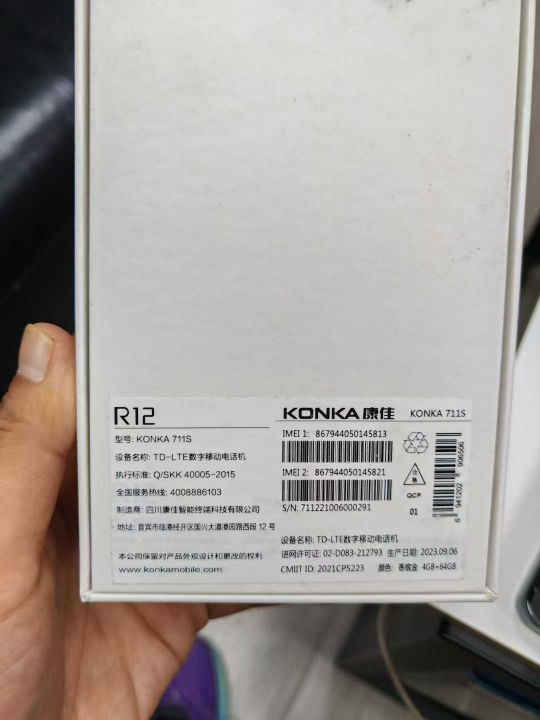 R12
型号: KONKA 711S
设备名称: TD-LTE数字移动电话机
执行标准: Q/SKK 40005-2015
全国服务热线: 4008886103
制造商: 四川康佳智能终端科技有限公司
地址: 宜宾市临港经开区国兴大道港园路西段 12 号
本公司保留对产品外观设计和更改的权利
www.konkamobile.com
KONKA 康佳 KONKA 711S
IMEI 1: 867944050145813
IMEI 2: 867944050145821
S/N: 711221006000291
QCP
01
6 941202 906506
设备名称: TD-LTE数字移动电话机
进网许可证: 02-D083-212793 生产日期: 2023.09.06
CMIIT ID: 2021CP5223 颜色: 香槟金 4GB+64GB